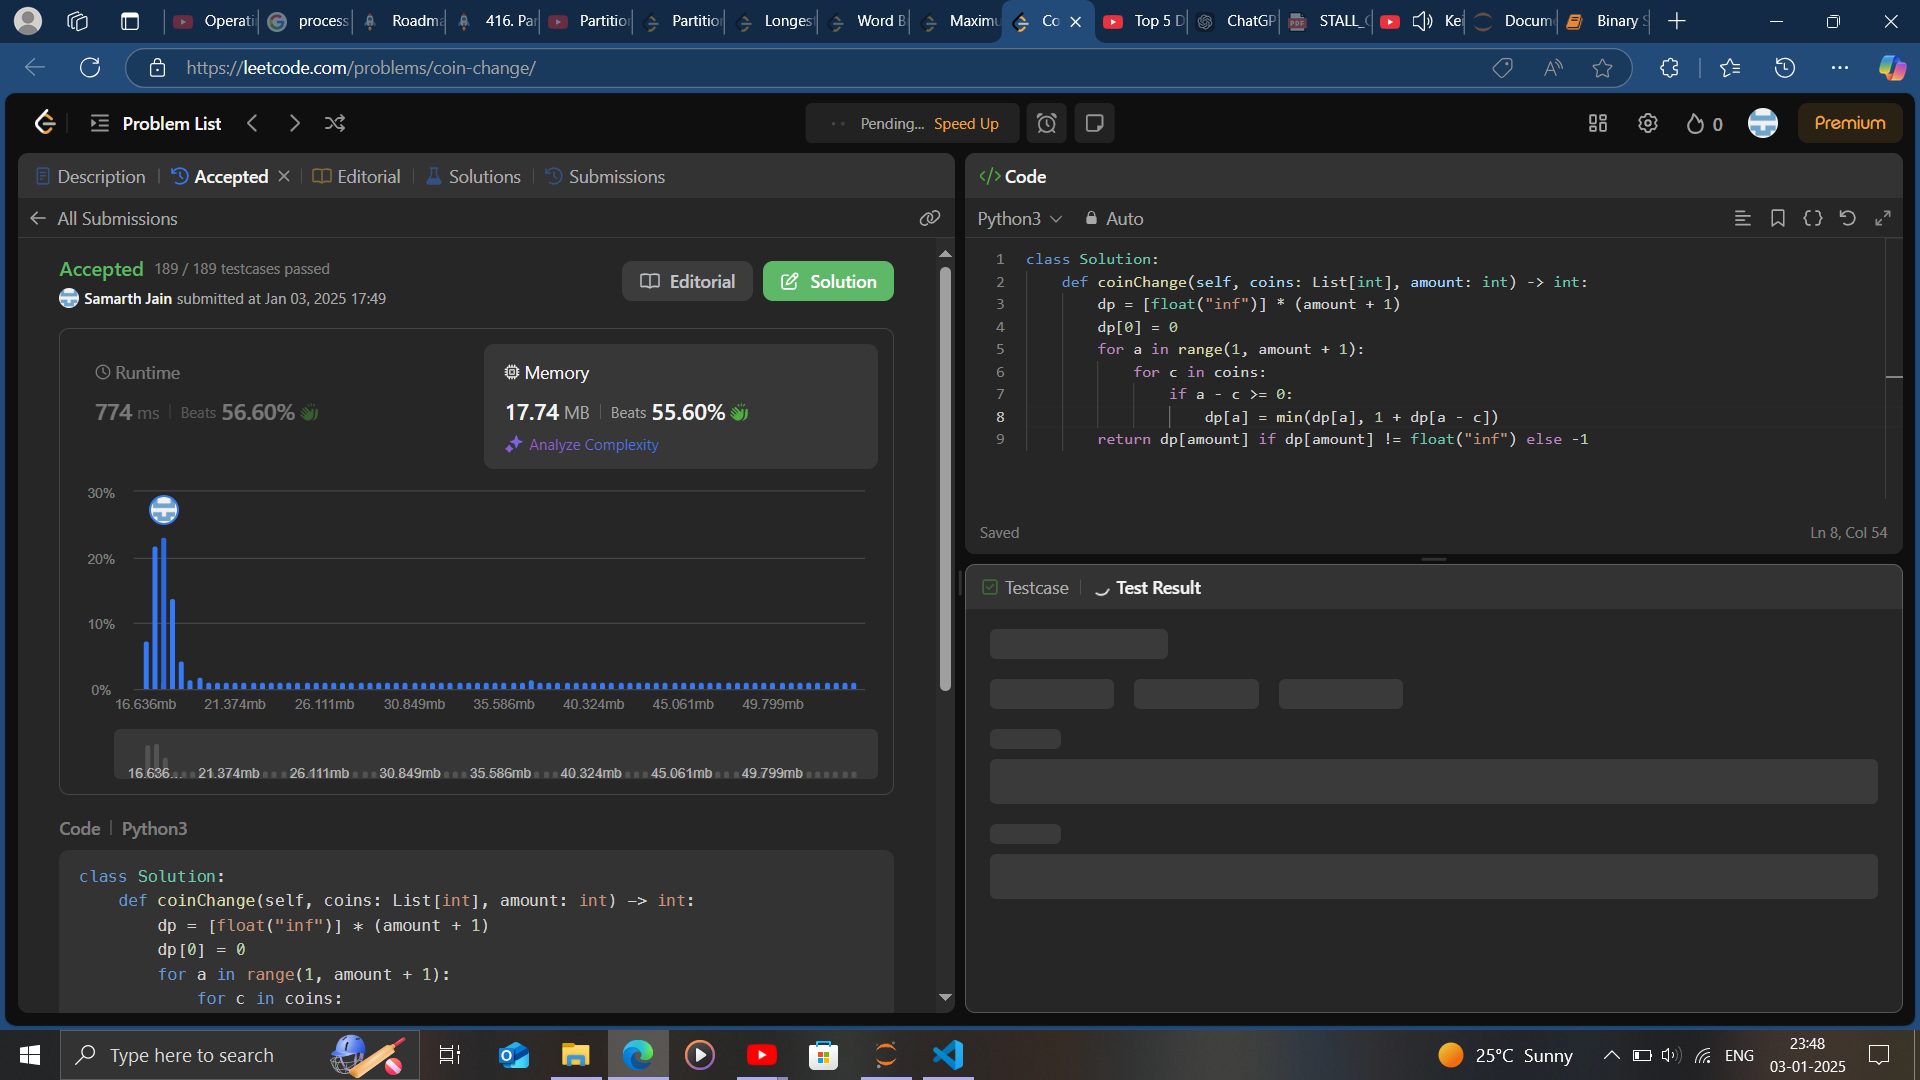 Operati
process
Roadma
416. Par
Partition
Partition
Longest
Word B
Maximu
Co
Top 5 D
ChatGP
STALL_
Kei
Docum
Binary S
https://leetcode.com/problems/coin-change/
Problem List
Pending... Speed Up
0
Premium
Description
Accepted
Editorial
Solutions
Submissions
All Submissions
Accepted 189 / 189 testcases passed
Samarth Jain submitted at Jan 03, 2025 17:49
Editorial
Solution
Runtime
774 ms | Beats 56.60%
Memory
17.74 MB | Beats 55.60%
Analyze Complexity
30%
20%
10%
0%
16.636mb 21.374mb 26.111mb 30.849mb 35.586mb 40.324mb 45.061mb 49.799mb
16.636... 21.374mb 26.111mb 30.849mb 35.586mb 40.324mb 45.061mb 49.799mb
Code | Python3
class Solution:
    def coinChange(self, coins: List[int], amount: int) -> int:
        dp = [float("inf")] * (amount + 1)
        dp[0] = 0
        for a in range(1, amount + 1):
            for c in coins:
</> Code
Python3
Auto
1 class Solution:
2     def coinChange(self, coins: List[int], amount: int) -> int:
3         dp = [float("inf")] * (amount + 1)
4         dp[0] = 0
5         for a in range(1, amount + 1):
6             for c in coins:
7                 if a - c >= 0:
8                     dp[a] = min(dp[a], 1 + dp[a - c])
9         return dp[amount] if dp[amount] != float("inf") else -1
Saved
Ln 8, Col 54
Testcase
Test Result
Type here to search
25°C Sunny
ENG
23:48
03-01-2025